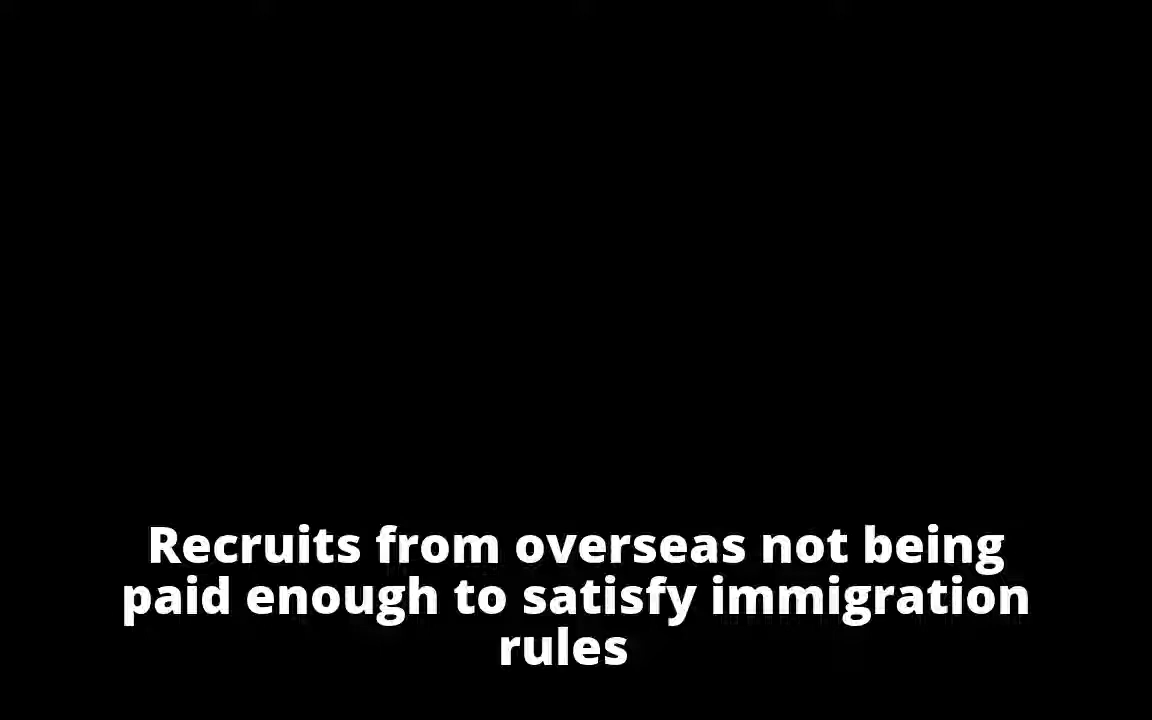 Recruits from overseas not being
paid enough to satisfy immigration
rules